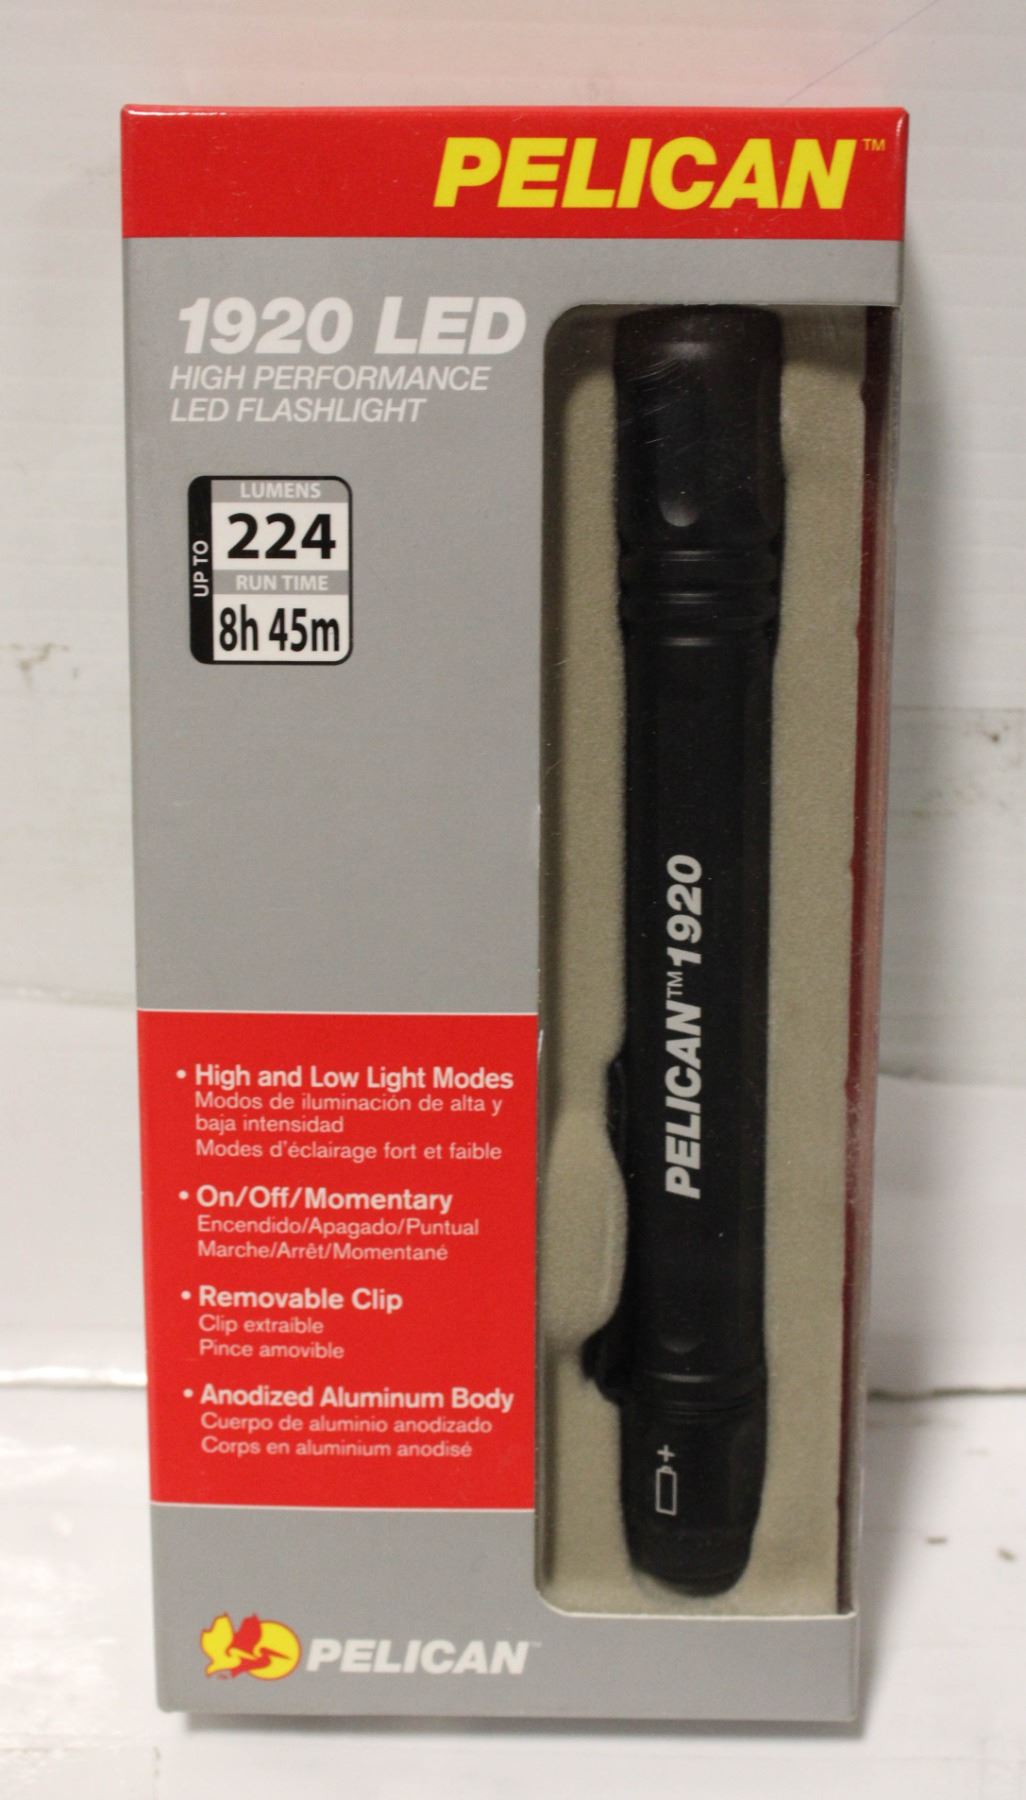 PELICAN™
1920 LED
HIGH PERFORMANCE
LED FLASHLIGHT
UP TO
LUMENS
224
RUN TIME
8h 45m
PELICAN™1920
+
• High and Low Light Modes
Modos de iluminación de alta y
baja intensidad
Modes d'éclairage fort et faible
• On/Off/Momentary
Encendido/Apagado/Puntual
Marche/Arrêt/Momentané
• Removable Clip
Clip extraíble
Pince amovible
• Anodized Aluminum Body
Cuerpo de aluminio anodizado
Corps en aluminium anodisé
PELICAN™